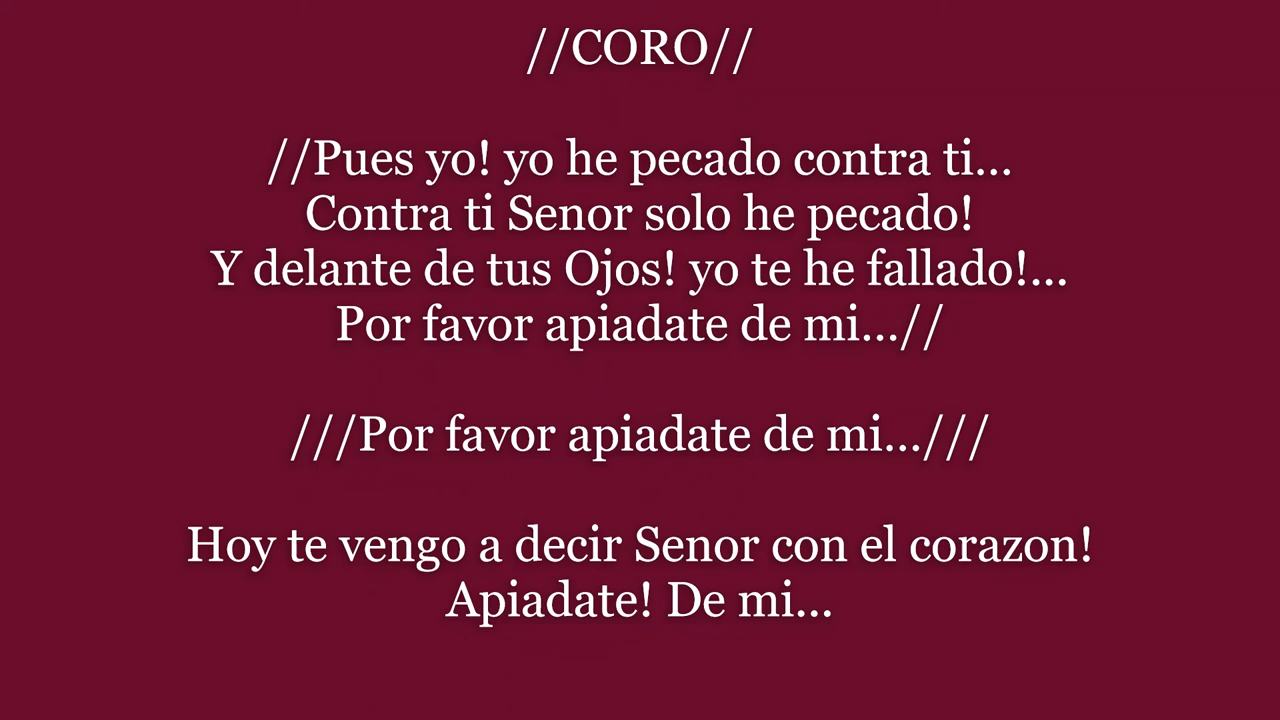 //CORO//
//Pues yo! yo he pecado contra ti...
Contra ti Senor solo he pecado!
Y delante de tus Ojos! yo te he fallado!...
Por favor apiadate de mi...//
///Por favor apiadate de mi...///
Hoy te vengo a decir Senor con el corazon!
Apiadate! De mi...